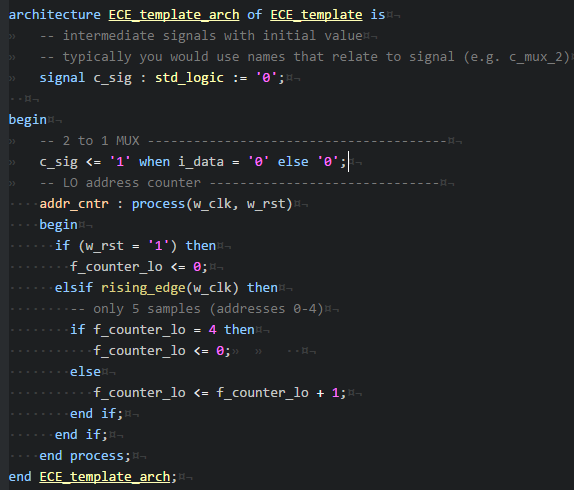 architecture ECE_template_arch of ECE_template is
-- intermediate signals with initial value
-- typically you would use names that relate to signal (e.g. c_mux_2)
signal c_sig : std_logic := '0';
begin
-- 2 to 1 MUX ---------------------------------------
c_sig <= '1' when i_data = '0' else '0';
-- LO address counter ------------------------------
addr_cntr : process(w_clk, w_rst)
begin
if (w_rst = '1') then
f_counter_lo <= 0;
elsif rising_edge(w_clk) then
-- only 5 samples (addresses 0-4)
if f_counter_lo = 4 then
f_counter_lo <= 0;
else
f_counter_lo <= f_counter_lo + 1;
end if;
end if;
end process;
end ECE_template_arch;